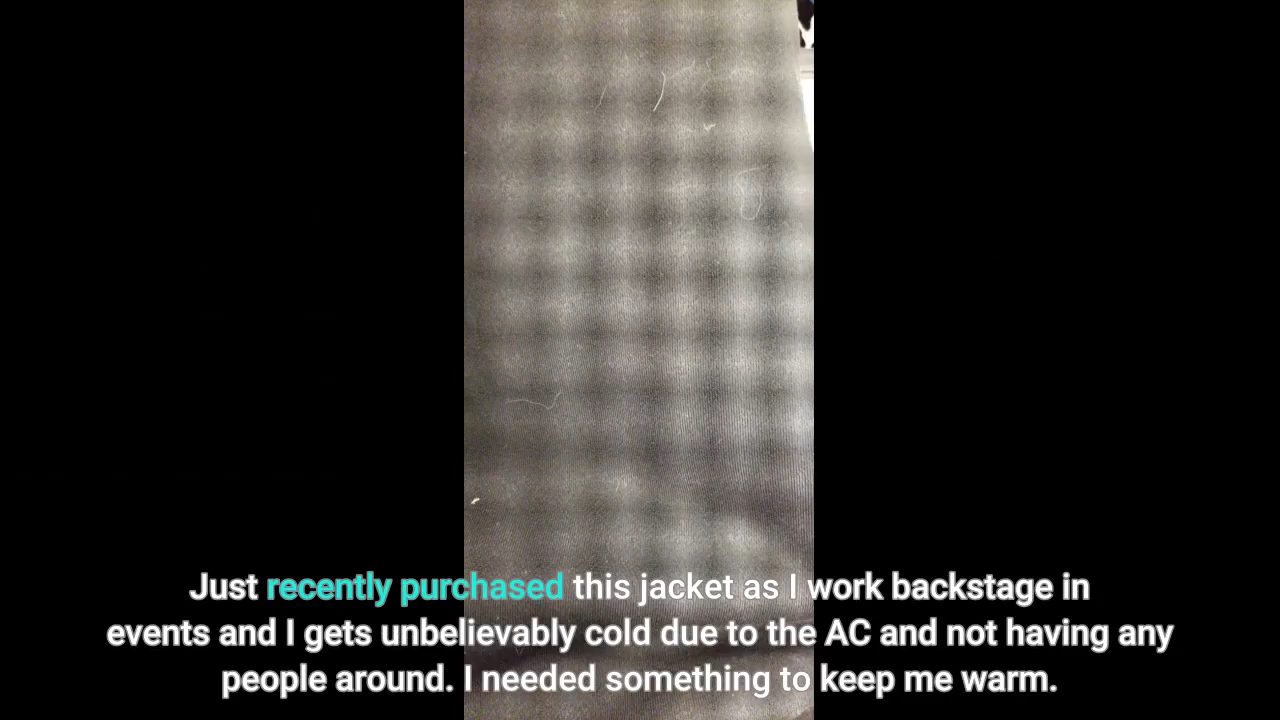 Just recently purchased this jacket as I work backstage in
events and I gets unbelievably cold due to the AC and not having any
people around. I needed something to keep me warm.